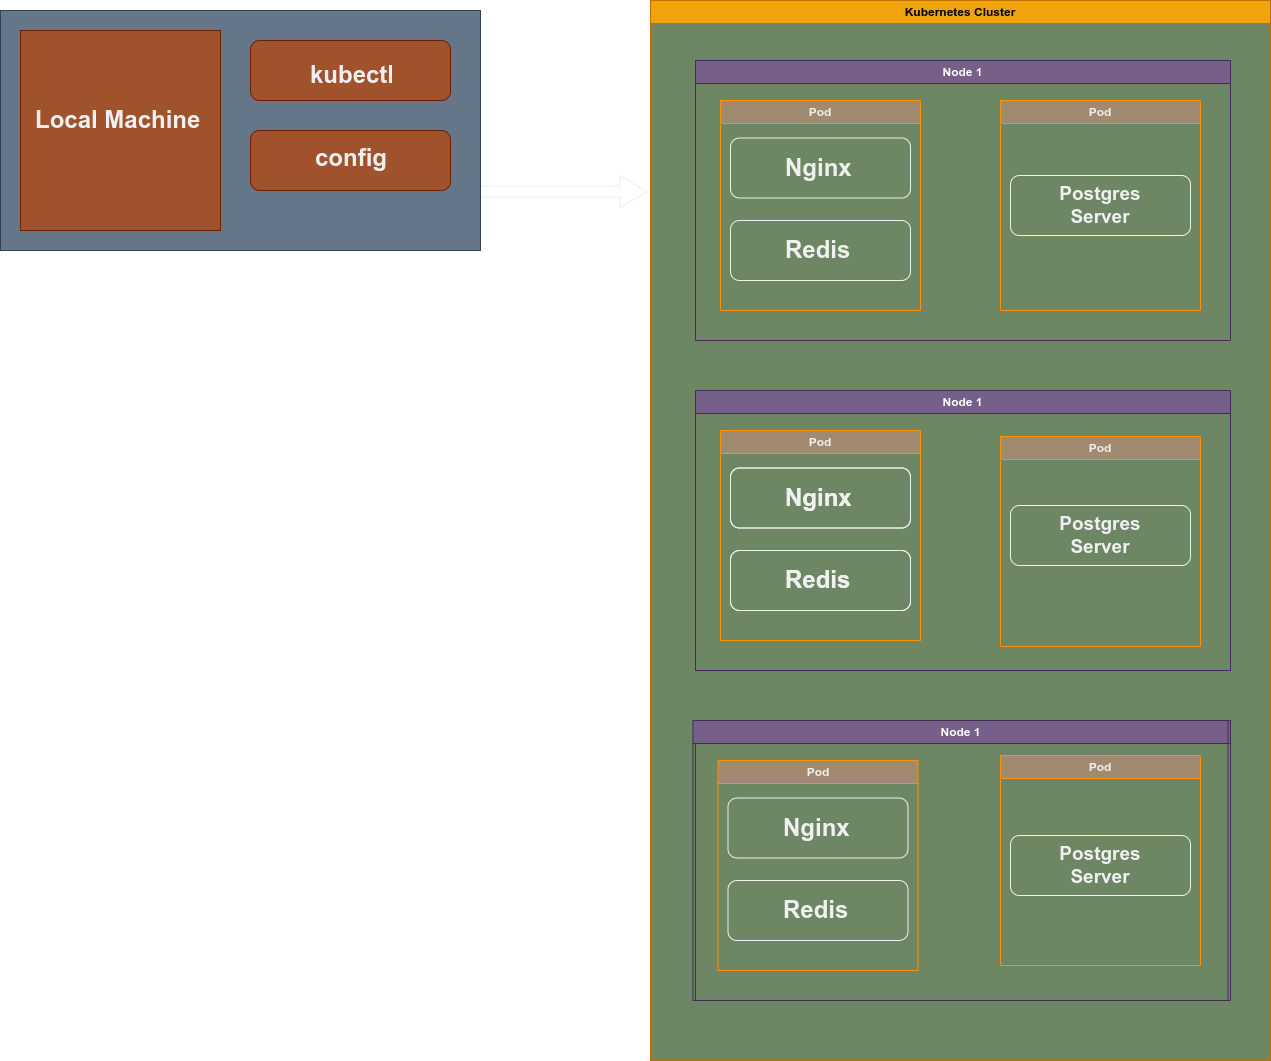 Local Machine
kubectl
config
Kubernetes Cluster
Node 1
Pod
Nginx
Redis
Pod
Postgres
Server
Node 1
Pod
Nginx
Redis
Pod
Postgres
Server
Node 1
Pod
Nginx
Redis
Pod
Postgres
Server